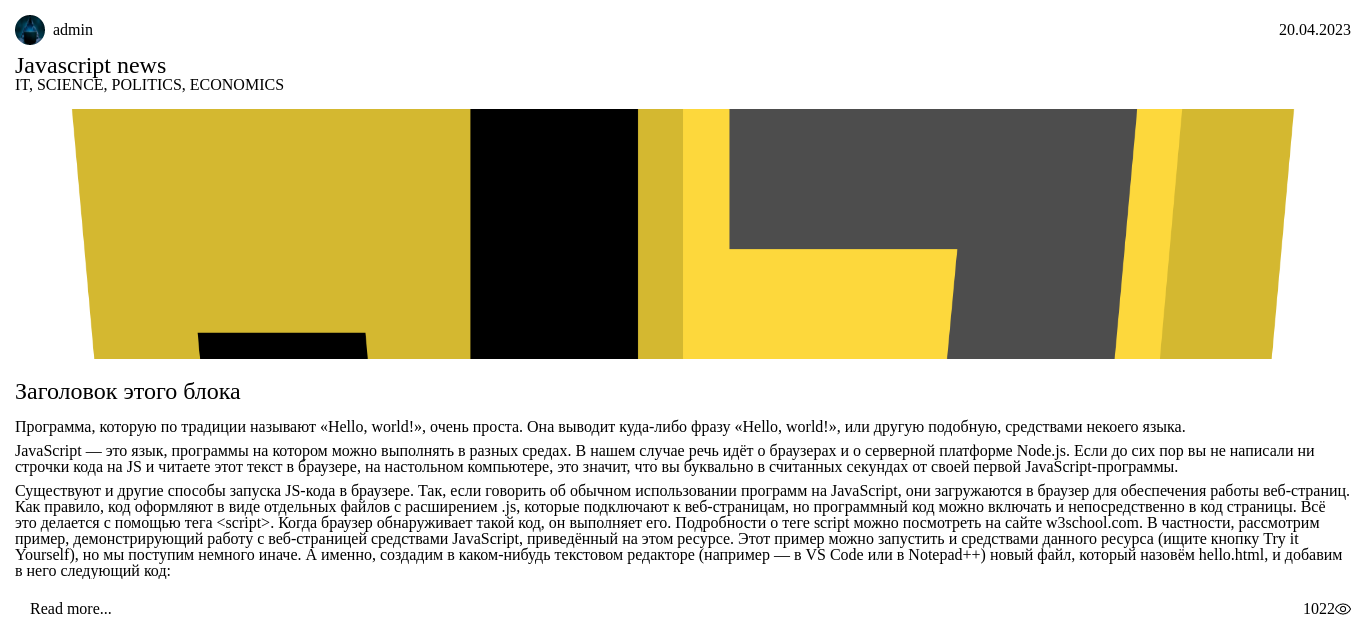 admin
20.04.2023
Javascript news
IT, SCIENCE, POLITICS, ECONOMICS
Заголовок этого блока
Программа, которую по традиции называют «Hello, world!», очень проста. Она выводит куда-либо фразу «Hello, world!», или другую подобную, средствами некоего языка.
JavaScript — это язык, программы на котором можно выполнять в разных средах. В нашем случае речь идёт о браузерах и о серверной платформе Node.js. Если до сих пор вы не написали ни
строчки кода на JS и читаете этот текст в браузере, на настольном компьютере, это значит, что вы буквально в считанных секундах от своей первой JavaScript-программы.
Существуют и другие способы запуска JS-кода в браузере. Так, если говорить об обычном использовании программ на JavaScript, они загружаются в браузер для обеспечения работы веб-страниц.
Как правило, код оформляют в виде отдельных файлов с расширением .js, которые подключают к веб-страницам, но программный код можно включать и непосредственно в код страницы. Всё
это делается с помощью тега <script>. Когда браузер обнаруживает такой код, он выполняет его. Подробности о теге script можно посмотреть на сайте w3school.com. В частности, рассмотрим
пример, демонстрирующий работу с веб-страницей средствами JavaScript, приведённый на этом ресурсе. Этот пример можно запустить и средствами данного ресурса (ищите кнопку Try it
Yourself), но мы поступим немного иначе. А именно, создадим в каком-нибудь текстовом редакторе (например — в VS Code или в Notepad++) новый файл, который назовём hello.html, и добавим
в него следующий код:
Read more...
1022